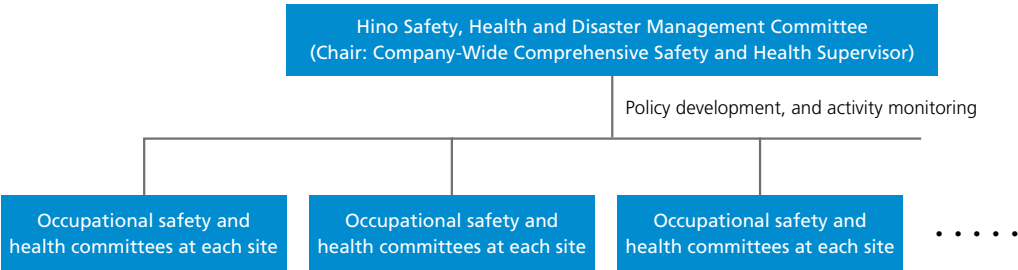 Hino Safety, Health and Disaster Management Committee
(Chair: Company-Wide Comprehensive Safety and Health Supervisor)
Policy development, and activity monitoring
Occupational safety and
health committees at each site
Occupational safety and
health committees at each site
Occupational safety and
health committees at each site
. . . . .